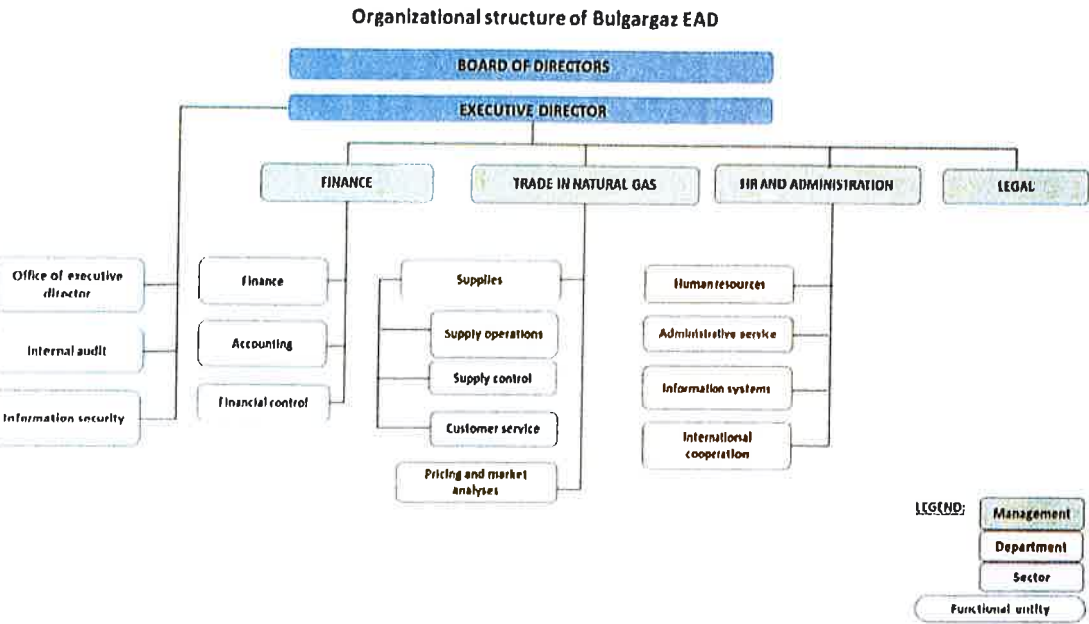 Organizational structure of Bulgargaz EAD
BOARD OF DIRECTORS
EXECUTIVE DIRECTOR
FINANCE
TRADE IN NATURAL GAS
HR AND ADMINISTRATION
LEGAL
Office of executive
director
Internal audit
Information security
Finance
Accounting
Financial control
Supplies
Supply operations
Supply control
Customer service
Pricing and market
analyses
Human resources
Administrative service
Information systems
International
cooperation
LEGEND:
Management
Department
Sector
Functional untity